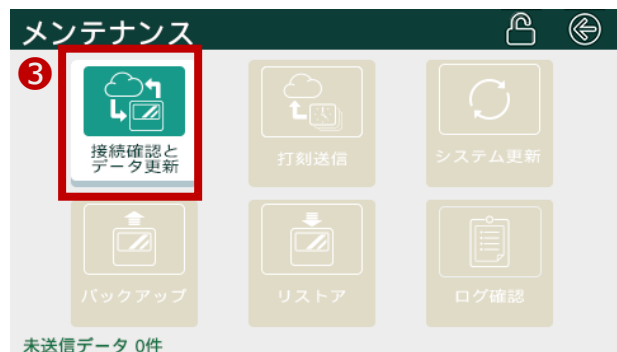 メンテナンス
3
接続確認と
データ更新
打刻送信
システム更新
バックアップ
リストア
ログ確認
未送信データ 0件